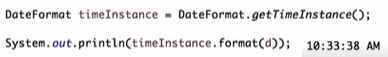 DateFormat timeInstance = DateFormat.getTimeInstance();
System.out.println(timeInstance.format(d)); 10:33:38 AM